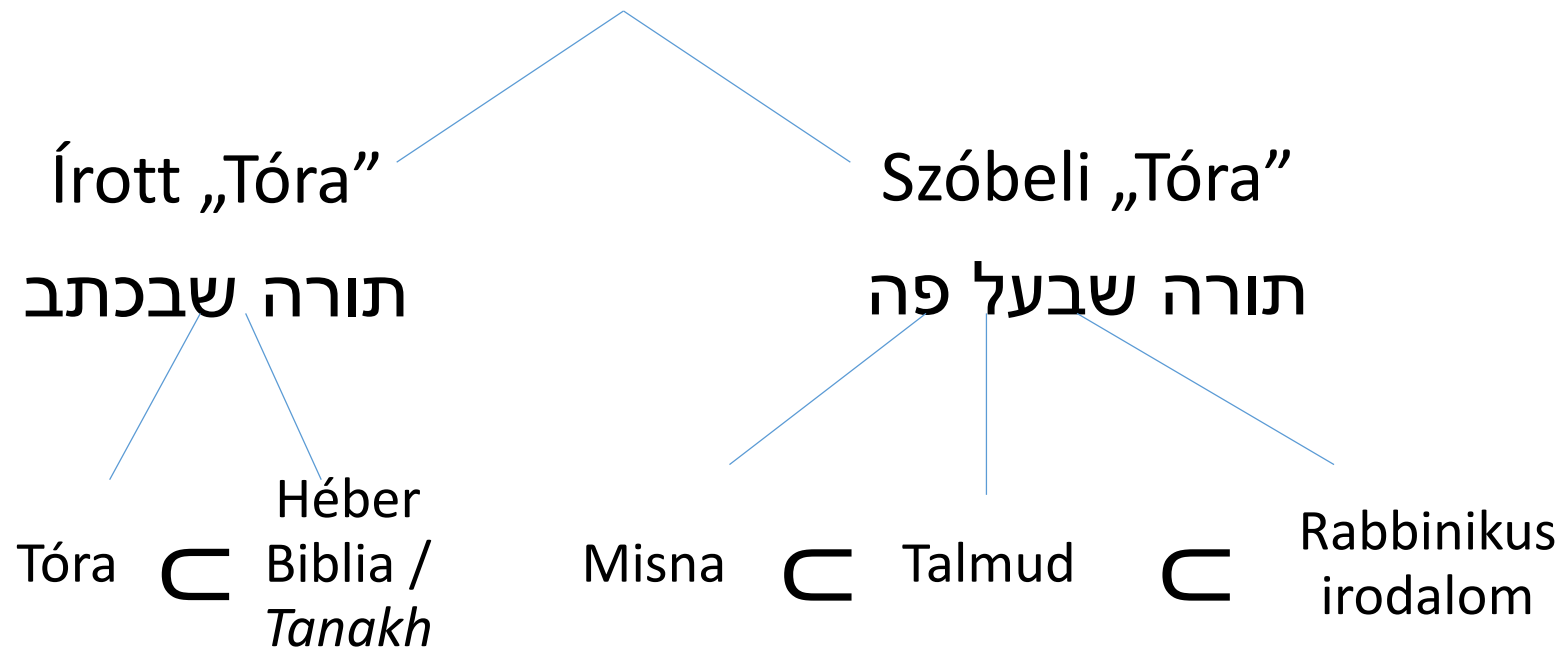 Írott „Tóra”
Szóbeli „Tóra”
תורה שבכתב
תורה שבעל פה
Tóra ⊂ Héber
Biblia /
Tanakh
Misna ⊂ Talmud ⊂ Rabbinikus
irodalom